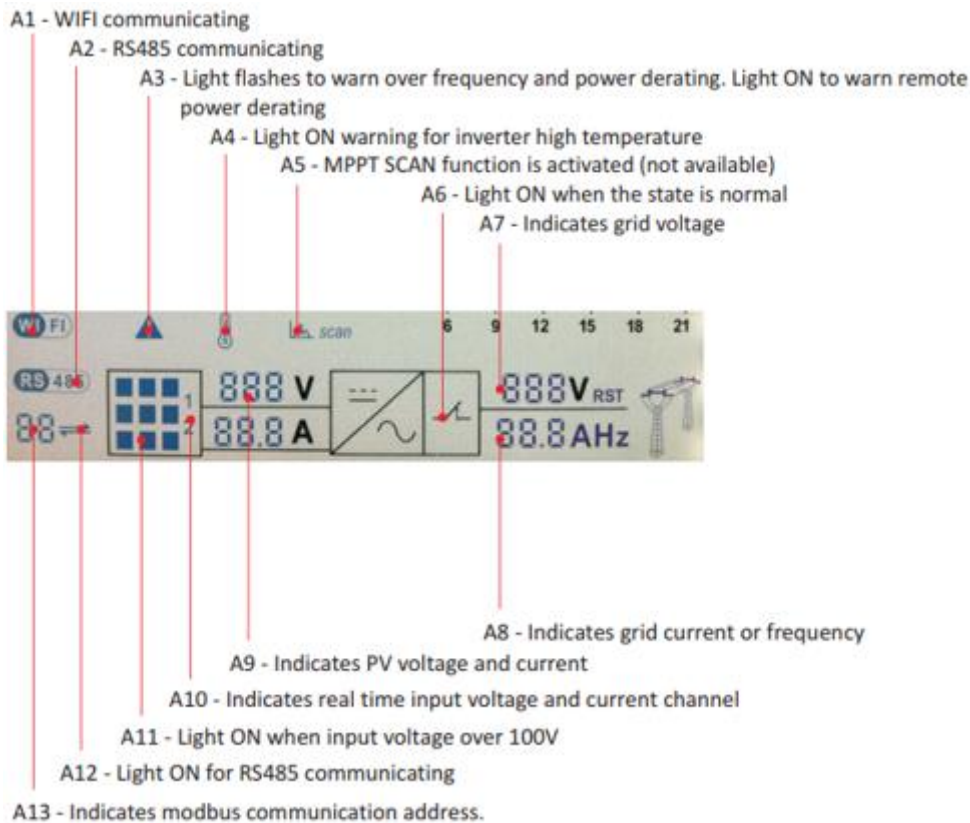 A1 - WIFI communicating
A2 - RS485 communicating
A3 - Light flashes to warn over frequency and power derating. Light ON to warn remote
power derating
A4 - Light ON warning for inverter high temperature
A5 - MPPT SCAN function is activated (not available)
A6 - Light ON when the state is normal
A7 - Indicates grid voltage
WI FI scan 6 9 12 15 18 21
RS 485 1 888 V 888 V RST
88 2 88.8 A 88.8 AHz
A8 - Indicates grid current or frequency
A9 - Indicates PV voltage and current
A10 - Indicates real time input voltage and current channel
A11 - Light ON when input voltage over 100V
A12 - Light ON for RS485 communicating
A13 - Indicates modbus communication address.